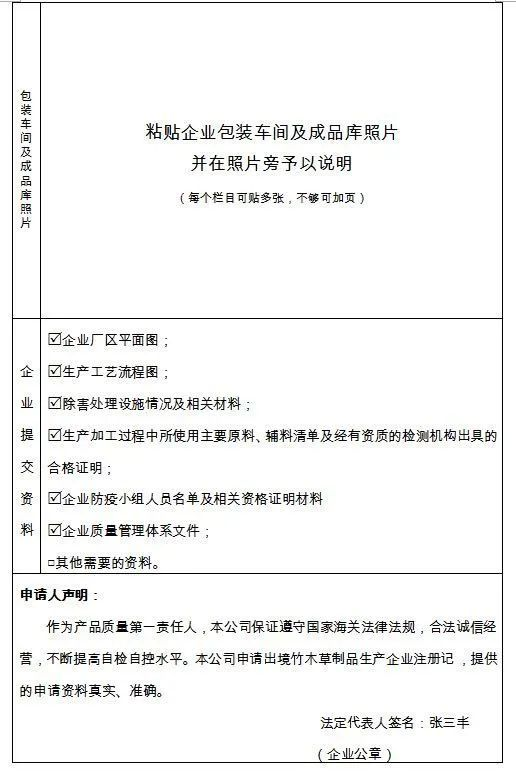 包装车间及成品库照片
粘贴企业包装车间及成品库照片
并在照片旁予以说明
（每个栏目可贴多张，不够可加页）
企业提交资料
☑企业厂区平面图；
☑生产工艺流程图；
☑除害处理设施情况及相关材料；
☑生产加工过程中所使用主要原料、辅料清单及经有资质的检测机构出具的
合格证明；
☑企业防疫小组人员名单及相关资格证明材料
☑企业质量管理体系文件；
□其他需要的资料。
申请人声明：
作为产品质量第一责任人，本公司保证遵守国家海关法律法规，合法诚信经
营，不断提高自检自控水平。本公司申请出境竹木草制品生产企业注册记，提供
的申请资料真实、准确。
法定代表人签名：张三丰
（企业公章）